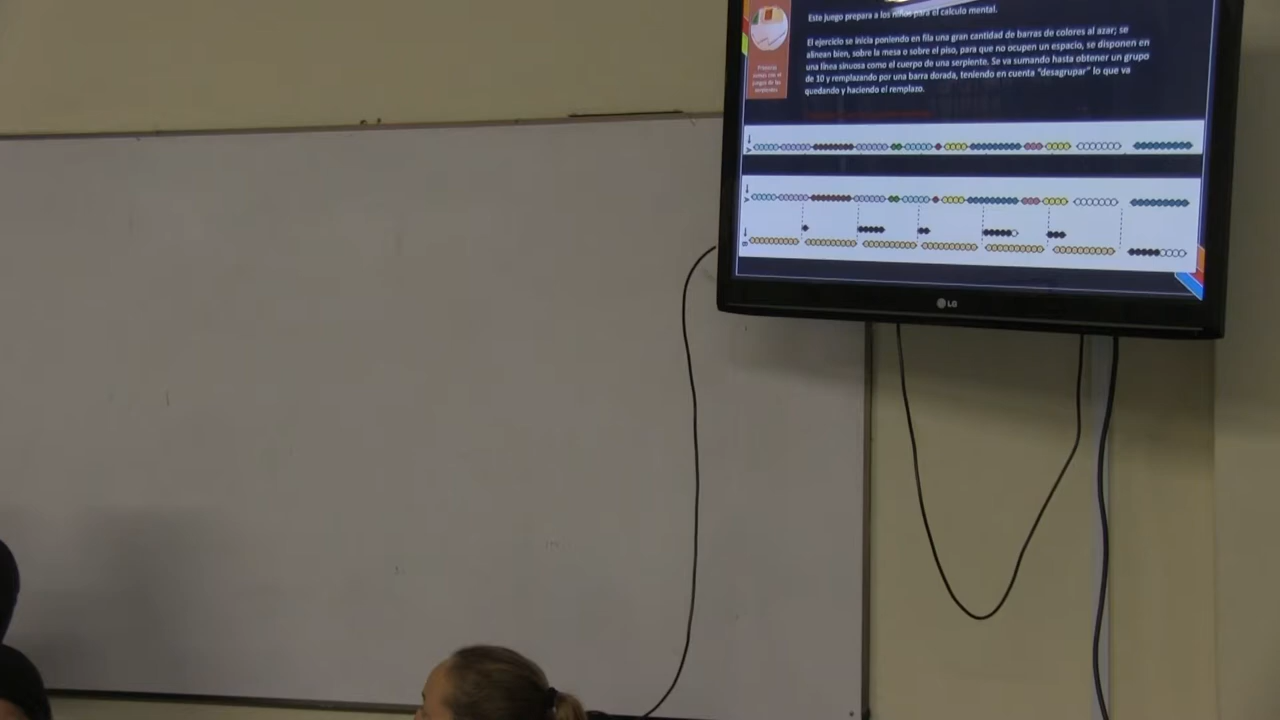 Este juego prepara a los niños para el calculo mental.
El ejercicio se inicia poniendo en fila una gran cantidad de barras de colores al azar; se
alinean bien, sobre la mesa o sobre el piso, para que no ocupen un espacio, se disponen en
una línea sinuosa como el cuerpo de una serpiente. Se va sumando hasta obtener un grupo
de 10 y remplazando por una barra dorada, teniendo en cuenta "desagrupar" lo que va
quedando y haciendo el remplazo.
LG